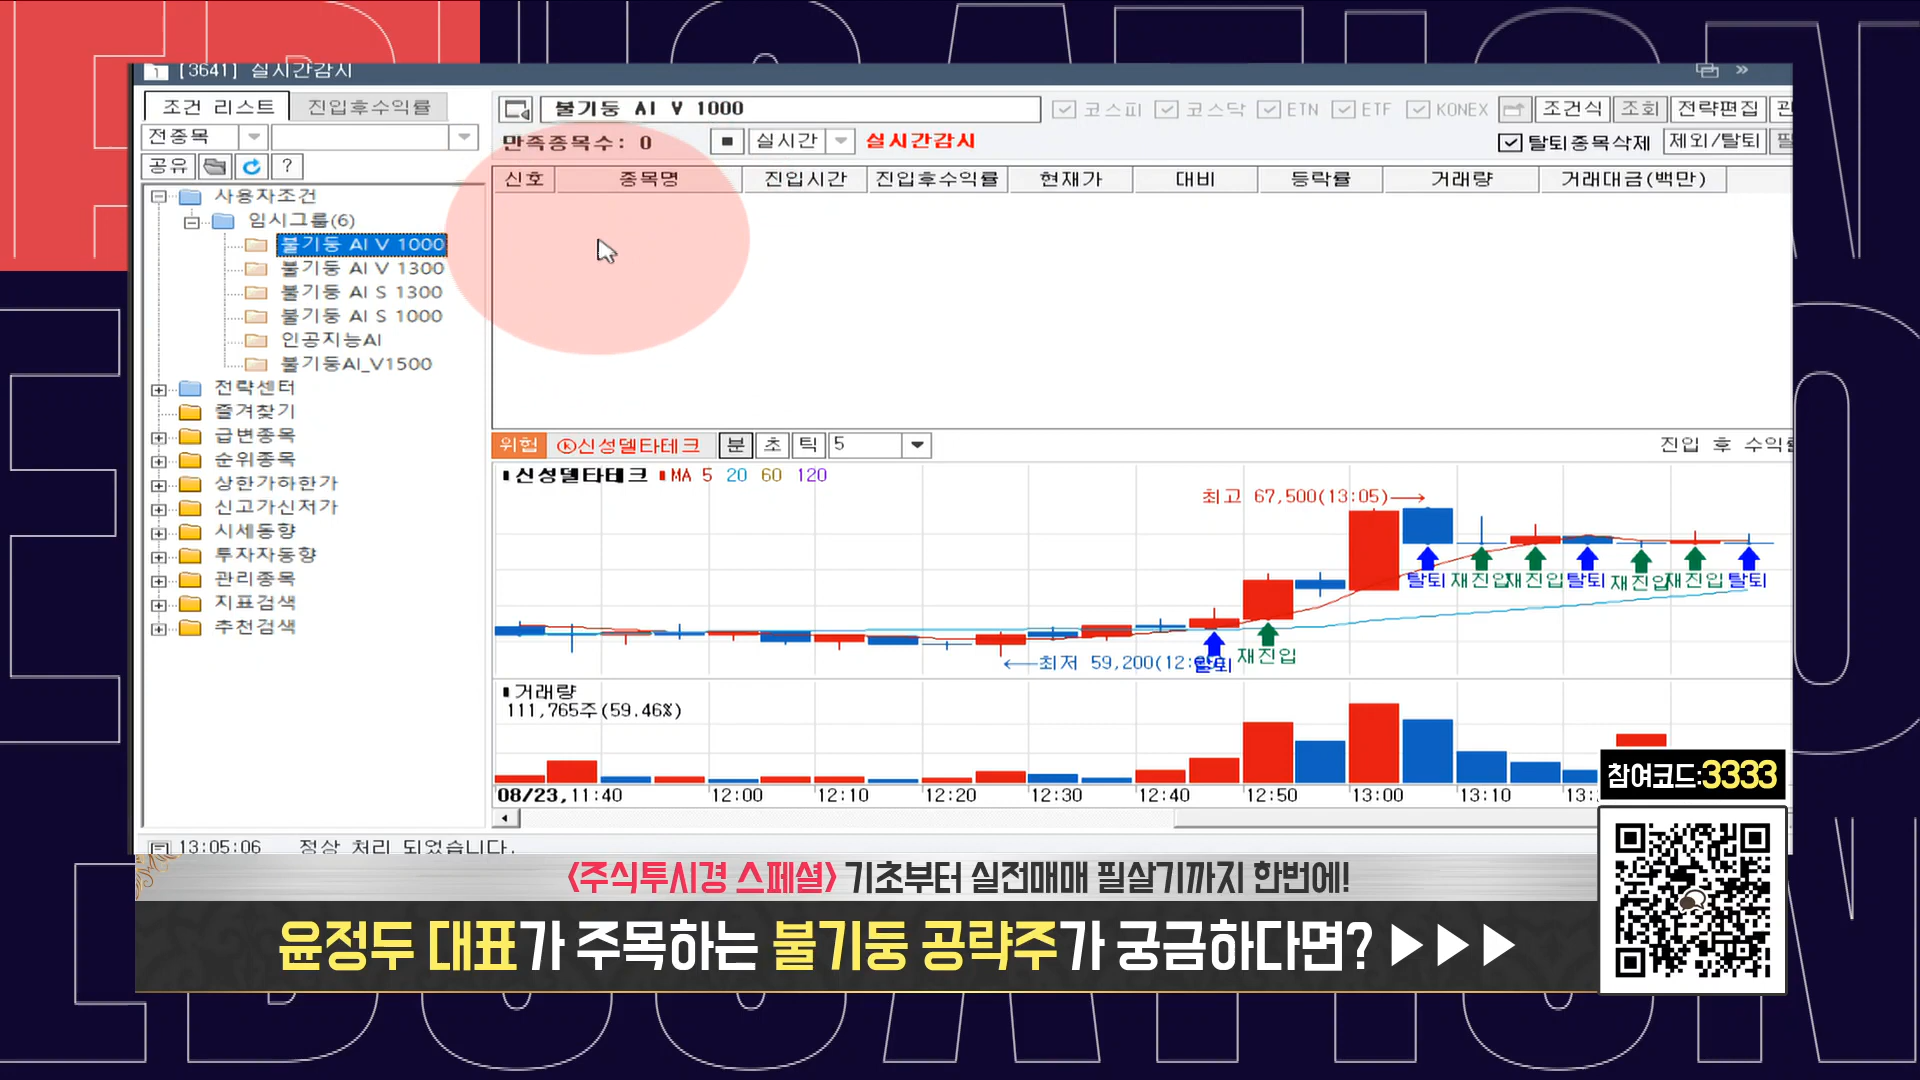 [3641] 실시간감시
조건 리스트 진입후수익률
전종목
공유 ?
사용자조건
임시그룹(6)
불기둥 AI V 1000
불기둥 AI V 1300
불기둥 AI S 1300
불기둥 AI S 1000
인공지능AI
불기둥AI_V1500
전략센터
즐겨찾기
급변종목
순위종목
상한가하한가
신고가신저가
시세동향
투자자동향
관리종목
지표검색
추천검색
불기둥 AI V 1000 코스피 코스닥 ETN ETF KONEX 조건식 조회 전략편집
만족종목수: 0 실시간 실시간감시 탈퇴종목삭제 제외/탈퇴
신호 종목명 진입시간 진입후수익률 현재가 대비 등락률 거래량 거래대금(백만)
위험 ⓚ신성델타테크 분 초 틱 5 진입 후 수익률
신성델타테크 MA 5 20 60 120
최고 67,500(13:05)
탈퇴 재진입 재진입 탈퇴 재진입 재진입 탈퇴
최저 59,200(12: 탈퇴 재진입
거래량
111,765주(59.46%)
08/23, 11:40 12:00 12:10 12:20 12:30 12:40 12:50 13:00 13:10
13:05:06 정상 처리 되었습니다.
참여코드:3333
<주식투시경 스페셜> 기초부터 실전매매 필살기까지 한번에!
윤정두 대표가 주목하는 불기둥 공략주가 궁금하다면? ▶▶▶